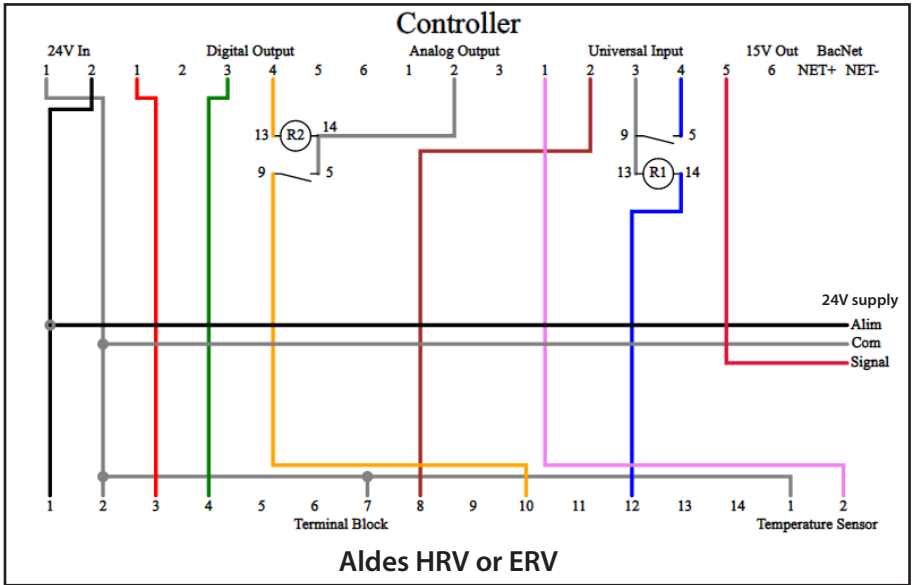 Controller
24V In Digital Output Analog Output Universal Input 15V Out BacNet
1 2 1 2 3 4 5 6 1 2 3 1 2 3 4 5 6 NET+ NET-
13 R2 14 9 5
9 5 13 R1 14
24V supply
Alim
Com
Signal
1 2 3 4 5 6 7 8 9 10 11 12 13 14 1 2
Terminal Block Temperature Sensor
Aldes HRV or ERV